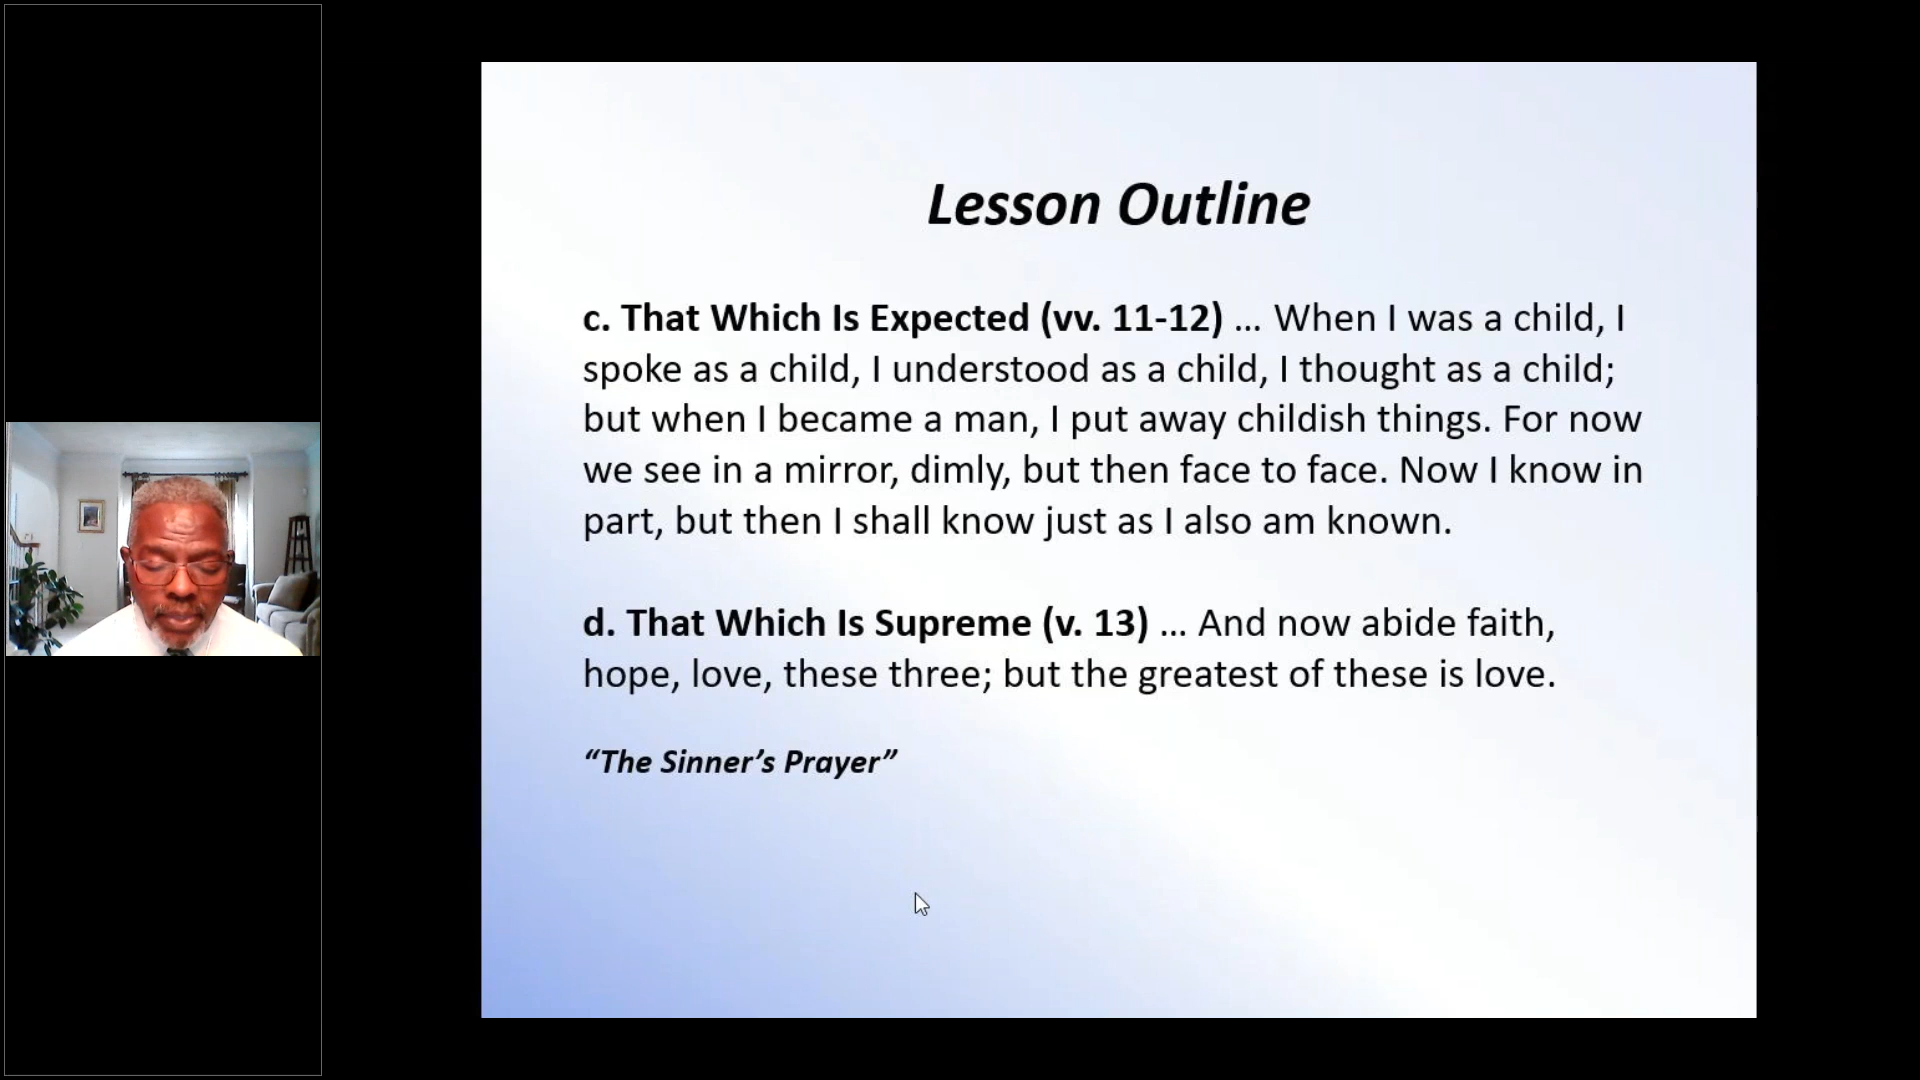 Lesson Outline
c. That Which Is Expected (vv. 11-12) ... When I was a child, I
spoke as a child, I understood as a child, I thought as a child;
but when I became a man, I put away childish things. For now
we see in a mirror, dimly, but then face to face. Now I know in
part, but then I shall know just as I also am known.
d. That Which Is Supreme (v. 13) ... And now abide faith,
hope, love, these three; but the greatest of these is love.
“The Sinner’s Prayer”